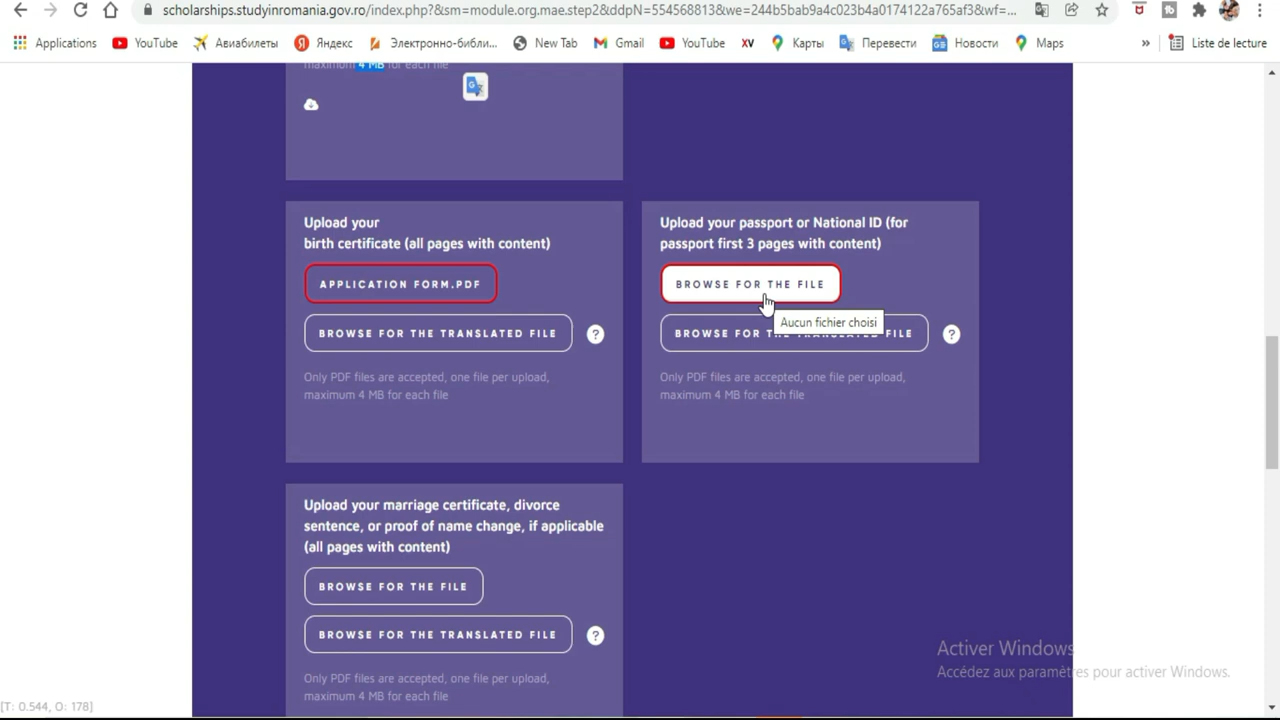 scholarships.studyinromania.gov.ro/index.php?&sm=module.org.mae.step2&ddpN=554568813&we=244b5bab9a4c023b4a0174122a765af3&wf=...
Applications YouTube Авиабилеты Яндекс Электронно-библи... New Tab Gmail YouTube XV Карты Перевести Новости Maps » Liste de lecture
maximum 4 MB for each file
Upload your
birth certificate (all pages with content)
APPLICATION FORM.PDF
BROWSE FOR THE TRANSLATED FILE ?
Only PDF files are accepted, one file per upload,
maximum 4 MB for each file
Upload your passport or National ID (for
passport first 3 pages with content)
BROWSE FOR THE FILE
Aucun fichier choisi
BROWSE FOR THE TRANSLATED FILE ?
Only PDF files are accepted, one file per upload,
maximum 4 MB for each file
Upload your marriage certificate, divorce
sentence, or proof of name change, if applicable
(all pages with content)
BROWSE FOR THE FILE
BROWSE FOR THE TRANSLATED FILE ?
Only PDF files are accepted, one file per upload,
maximum 4 MB for each file
Activer Windows
Accédez aux paramètres pour activer Windows.
[T: 0.544, O: 178]